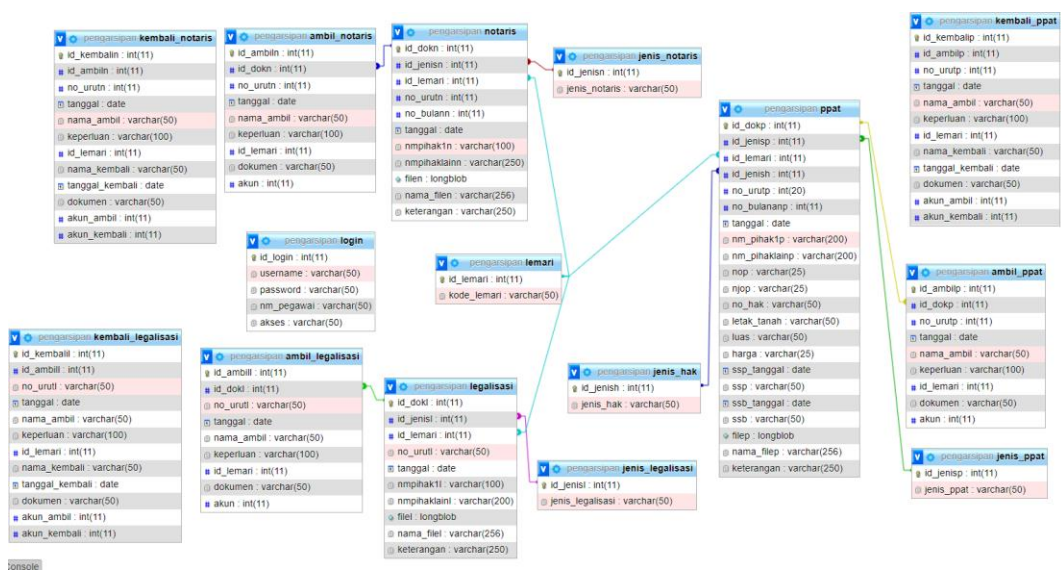 pengarsipan kembali_notaris
id_kembalin : int(11)
id_ambiln : int(11)
no_urutn : int(11)
tanggal : date
nama_ambil : varchar(50)
keperluan : varchar(100)
id_lemari : int(11)
nama_kembali : varchar(50)
tanggal_kembali : date
dokumen : varchar(50)
akun_ambil : int(11)
akun_kembali : int(11)
pengarsipan ambil_notaris
id_ambiln : int(11)
id_dokn : int(11)
no_urutn : int(11)
tanggal : date
nama_ambil : varchar(50)
keperluan : varchar(100)
id_lemari : int(11)
dokumen : varchar(50)
akun : int(11)
pengarsipan notaris
id_dokn : int(11)
id_jenisn : int(11)
id_lemari : int(11)
no_urutn : int(11)
no_bulann : int(11)
tanggal : date
nmpihak1n : varchar(100)
nmpihaklainn : varchar(250)
filen : longblob
nama_filen : varchar(256)
keterangan : varchar(250)
pengarsipan jenis_notaris
id_jenisn : int(11)
jenis_notaris : varchar(50)
pengarsipan kembali_ppat
id_kembalip : int(11)
id_ambilp : int(11)
no_urutp : int(11)
tanggal : date
nama_ambil : varchar(50)
keperluan : varchar(100)
id_lemari : int(11)
nama_kembali : varchar(50)
tanggal_kembali : date
dokumen : varchar(50)
akun_ambil : int(11)
akun_kembali : int(11)
pengarsipan ppat
id_dokp : int(11)
id_jenisp : int(11)
id_lemari : int(11)
id_jenish : int(11)
no_urutp : int(20)
no_bulananp : int(11)
tanggal : date
nm_pihak1p : varchar(200)
nm_pihaklainp : varchar(200)
nop : varchar(25)
njop : varchar(25)
no_hak : varchar(50)
letak_tanah : varchar(50)
luas : varchar(50)
harga : varchar(25)
ssp_tanggal : date
ssp : varchar(50)
ssb_tanggal : date
ssb : varchar(50)
filep : longblob
nama_filep : varchar(256)
keterangan : varchar(250)
pengarsipan login
id_login : int(11)
username : varchar(50)
password : varchar(50)
nm_pegawai : varchar(50)
akses : varchar(50)
pengarsipan lemari
id_lemari : int(11)
kode_lemari : varchar(50)
pengarsipan ambil_ppat
id_ambilp : int(11)
id_dokp : int(11)
no_urutp : int(11)
tanggal : date
nama_ambil : varchar(50)
keperluan : varchar(100)
id_lemari : int(11)
dokumen : varchar(50)
akun : int(11)
pengarsipan kembali_legalisasi
id_kembalil : int(11)
id_ambill : int(11)
no_urutl : varchar(50)
tanggal : date
nama_ambil : varchar(50)
keperluan : varchar(100)
id_lemari : int(11)
nama_kembali : varchar(50)
tanggal_kembali : date
dokumen : varchar(50)
akun_ambil : int(11)
akun_kembali : int(11)
pengarsipan ambil_legalisasi
id_ambill : int(11)
id_dokl : int(11)
no_urutl : varchar(50)
tanggal : date
nama_ambil : varchar(50)
keperluan : varchar(100)
id_lemari : int(11)
dokumen : varchar(50)
akun : int(11)
pengarsipan legalisasi
id_dokl : int(11)
id_jenisl : int(11)
id_lemari : int(11)
no_urutl : varchar(50)
tanggal : date
nmpihak1l : varchar(100)
nmpihaklainl : varchar(200)
filel : longblob
nama_filel : varchar(256)
keterangan : varchar(250)
pengarsipan jenis_hak
id_jenish : int(11)
jenis_hak : varchar(50)
pengarsipan jenis_legalisasi
id_jenisl : int(11)
jenis_legalisasi : varchar(50)
pengarsipan jenis_ppat
id_jenisp : int(11)
jenis_ppat : varchar(50)
Console